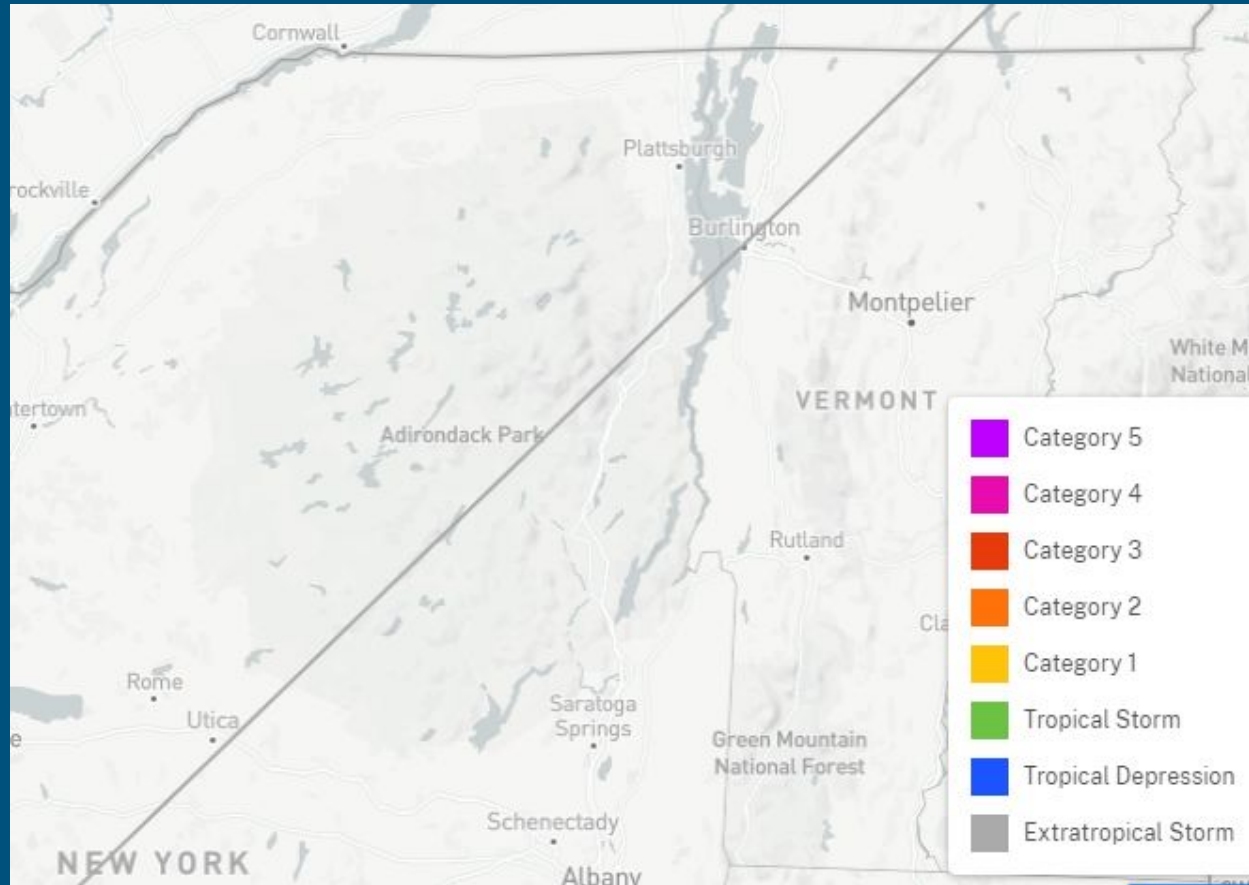 Cornwall
Plattsburgh
rockville
Burlington
Montpelier
White M
National
VERMONT
tertown
Adirondack Park
Category 5
Category 4
Category 3
Rutland
Category 2
Cla
Category 1
Rome
Saratoga
Springs
Utica
Tropical Storm
e
Green Mountain
National Forest
Tropical Depression
Schenectady
Extratropical Storm
NEW YORK
Albany